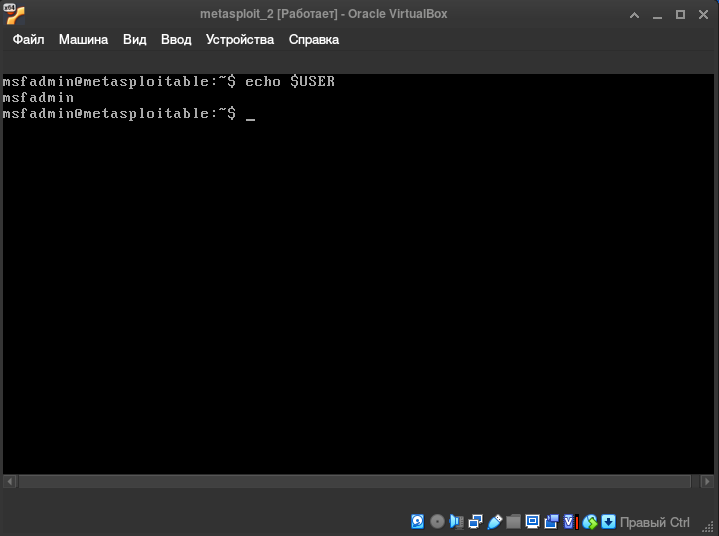 metasploit_2 [Работает] - Oracle VirtualBox
Файл Машина Вид Ввод Устройства Справка
msfadmin@metasploitable:~$ echo $USER
msfadmin
msfadmin@metasploitable:~$ _
Правый Ctrl